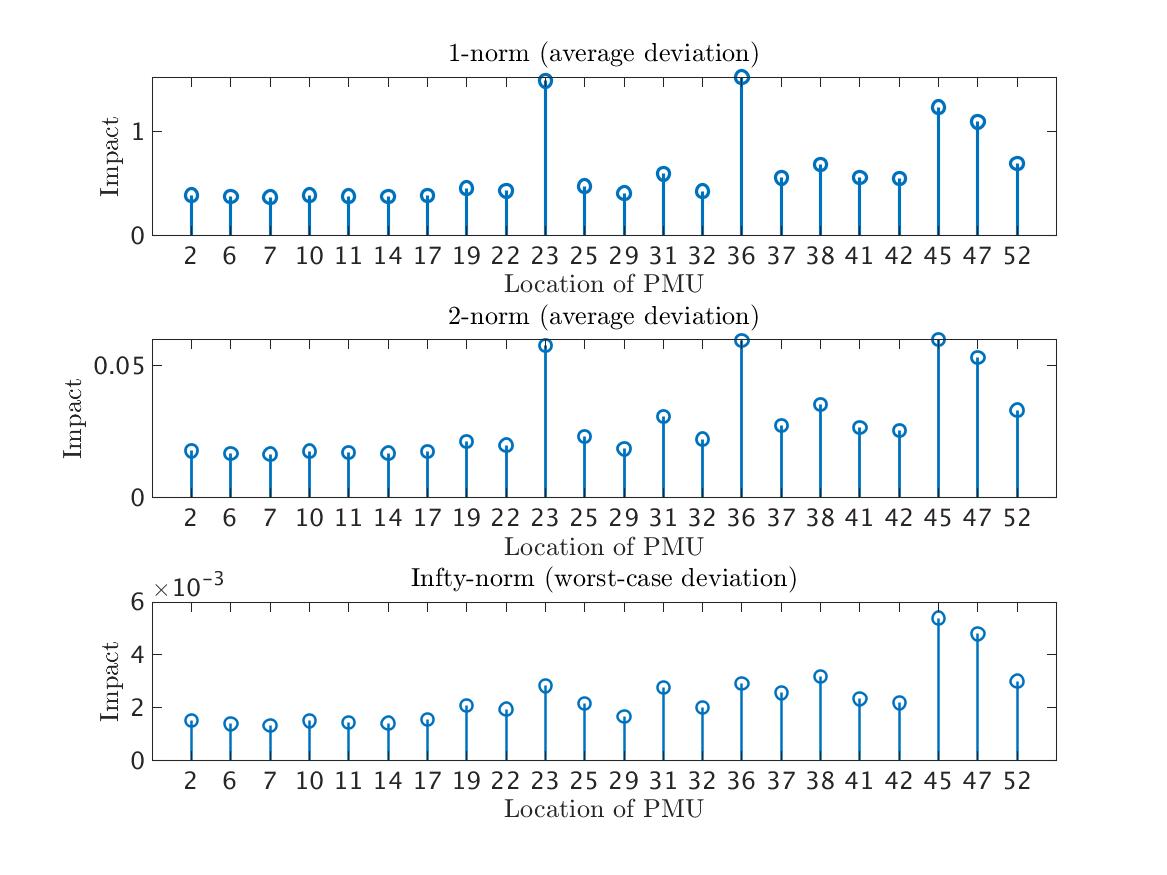 1-norm (average deviation)
Impact
1
0
2 6 7 10 11 14 17 19 22 23 25 29 31 32 36 37 38 41 42 45 47 52
Location of PMU
2-norm (average deviation)
Impact
0.05
0
2 6 7 10 11 14 17 19 22 23 25 29 31 32 36 37 38 41 42 45 47 52
Location of PMU
Infty-norm (worst-case deviation)
×10⁻³
Impact
6
4
2
0
2 6 7 10 11 14 17 19 22 23 25 29 31 32 36 37 38 41 42 45 47 52
Location of PMU